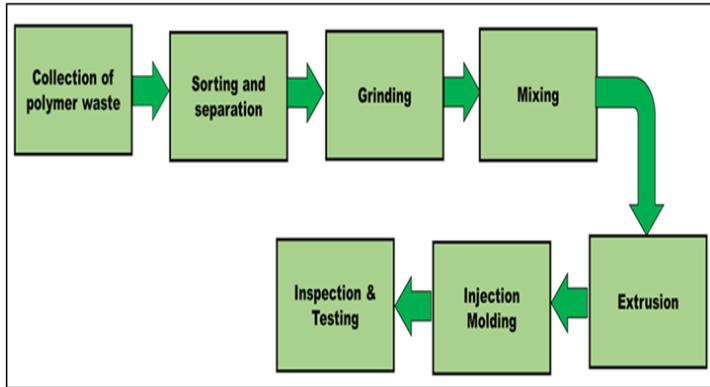 Collection of
polymer waste
Sorting and
separation
Grinding
Mixing
Extrusion
Injection
Molding
Inspection &
Testing